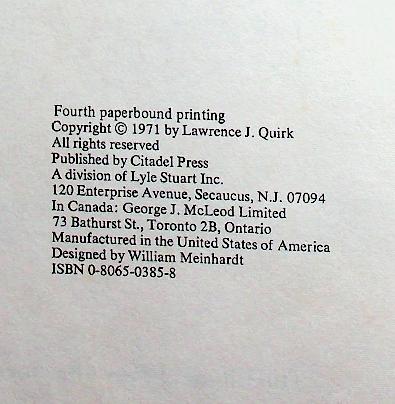 Fourth paperbound printing
Copyright © 1971 by Lawrence J. Quirk
All rights reserved
Published by Citadel Press
A division of Lyle Stuart Inc.
120 Enterprise Avenue, Secaucus, N.J. 07094
In Canada: George J. McLeod Limited
73 Bathurst St., Toronto 2B, Ontario
Manufactured in the United States of America
Designed by William Meinhardt
ISBN 0-8065-0385-8